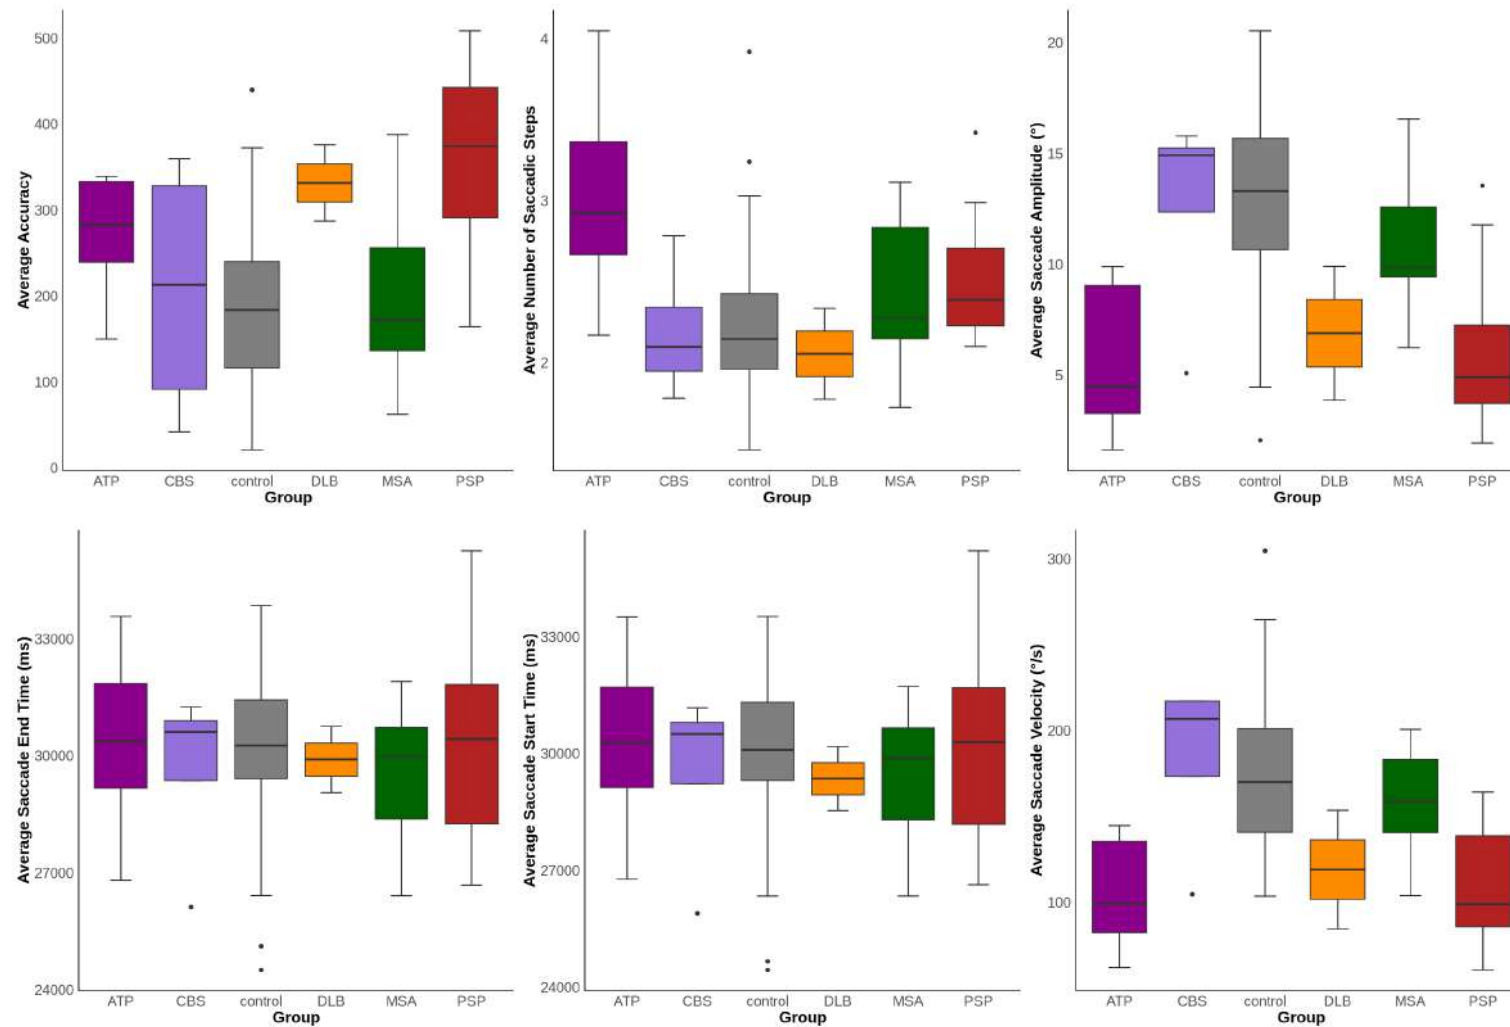 Average Accuracy
500
400
300
200
100
0
ATP CBS control DLB MSA PSP
Group
Average Number of Saccadic Steps
4
3
2
ATP CBS control DLB MSA PSP
Group
Average Saccade Amplitude (°)
20
15
10
5
ATP CBS control DLB MSA PSP
Group
Average Saccade End Time (ms)
33000
30000
27000
24000
ATP CBS control DLB MSA PSP
Group
Average Saccade Start Time (ms)
33000
30000
27000
24000
ATP CBS control DLB MSA PSP
Group
Average Saccade Velocity (°/s)
300
200
100
ATP CBS control DLB MSA PSP
Group